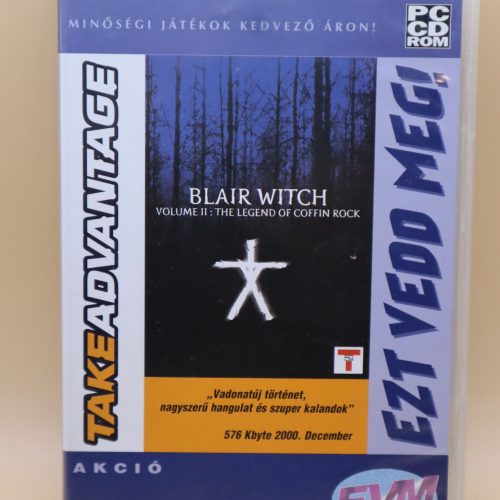 MINŐSÉGI JÁTÉKOK KEDVEZŐ ÁRON!
PC
CD
ROM
TAKEADVANTAGE
BLAIR WITCH
VOLUME II : THE LEGEND OF COFFIN ROCK
T
EZT VEDD MEG!
„Vadonatúj történet,
nagyszerű hangulat és szuper kalandok”
576 Kbyte 2000. December
AKCIÓ
EVM